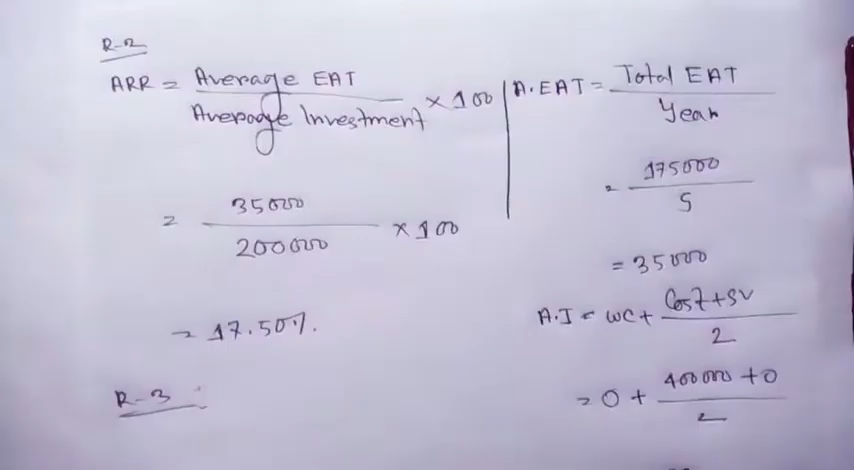 R-2
ARR = Average EAT / Average Investment × 100
= 35000 / 200000 × 100
= 17.50%.
R-3 :
A.EAT = Total EAT / Year
= 175000 / 5
= 35000
A.I = WC + Cost+SV / 2
= 0 + 400000 + 0 / 2